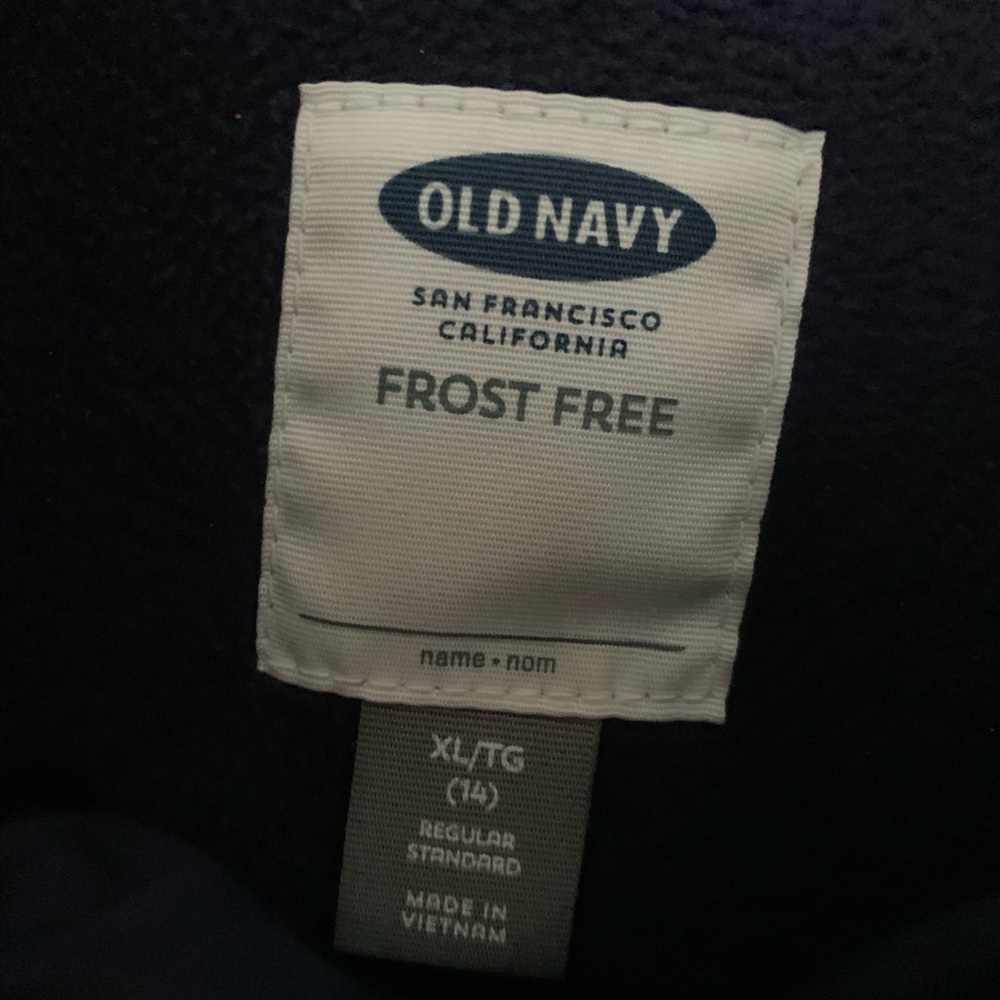 OLD NAVY
SAN FRANCISCO
CALIFORNIA
FROST FREE
name • nom
XL/TG
(14)
REGULAR
STANDARD
MADE IN
VIETNAM